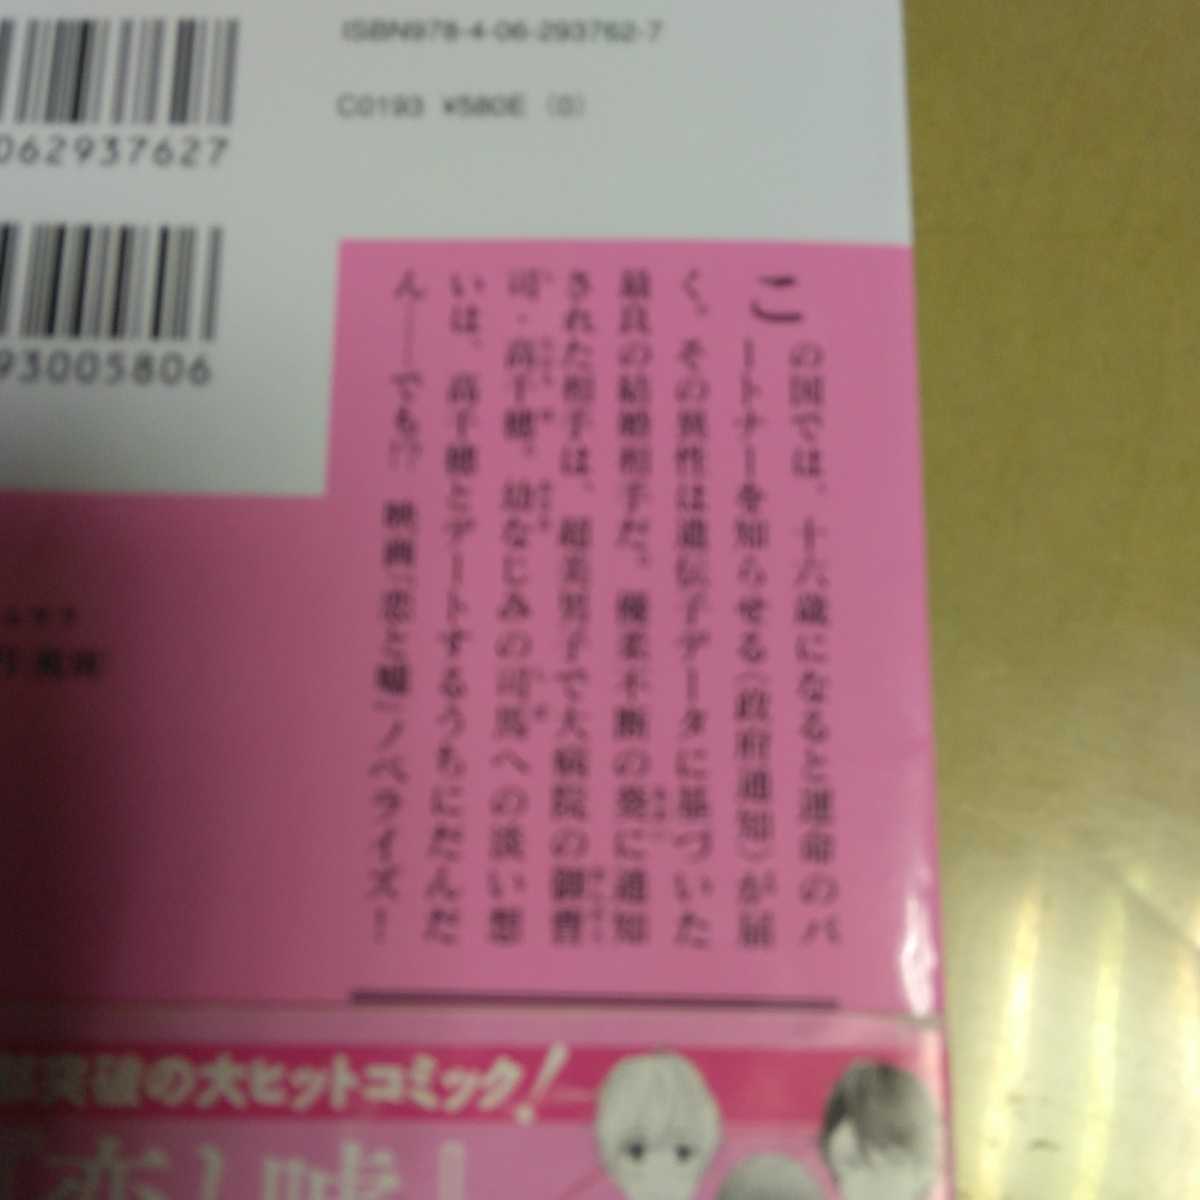 ISBN978-4-06-293762-7
C0193 ¥580E (0)
062937627
93005806
この国では、十六歳になると運命のパ
ートナーを知らせる〈政府通知〉が届
く。その異性は遺伝子データに基づいた
最良の結婚相手だ。優柔不断の葵に通知
された相手は、超美男子で大病院の御曹
司・高千穂。幼なじみの司馬への淡い想
いは、高千穂とデートするうちにだんだ
ん――でも!? 映画『恋と嘘』ノベライズ！
突破の大ヒットコミック！
『恋と嘘』